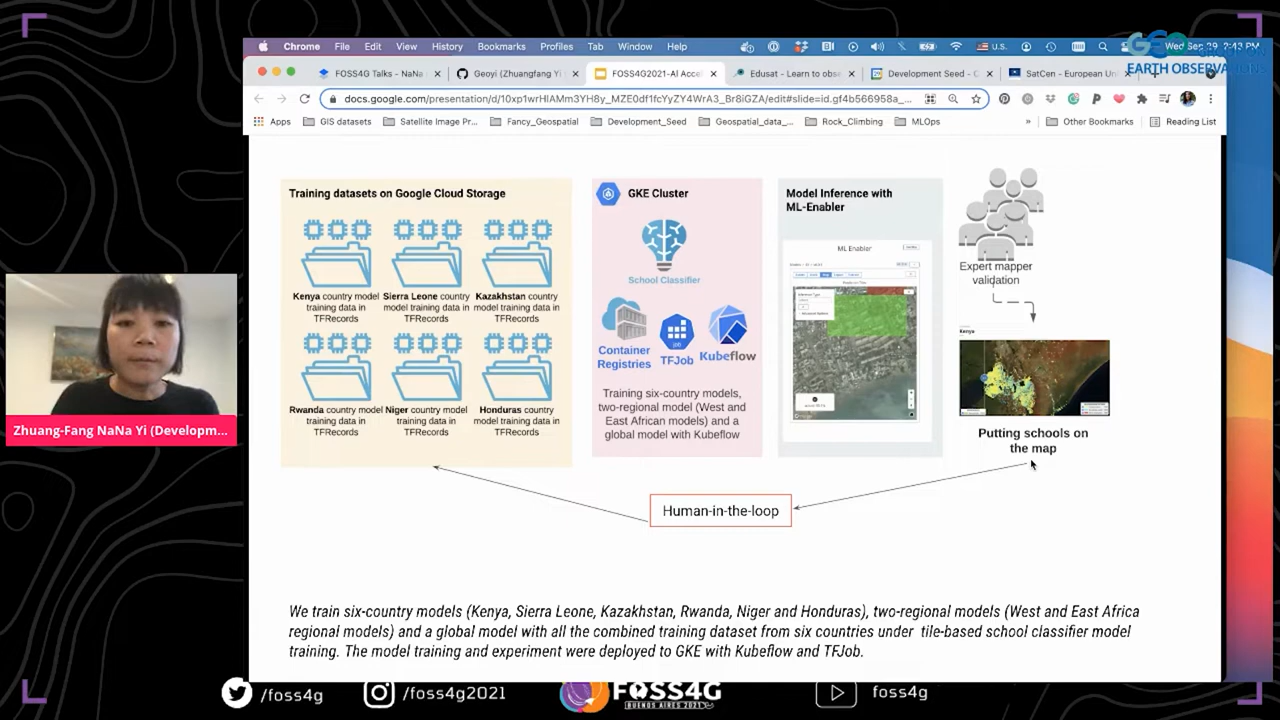 Chrome File Edit View History Bookmarks Profiles Tab Window Help
U.S.
Wed Sep 29 2:43 PM
EARTH OBSERVATIONS
FOSS4G Talks - NaNa
Geoyi (Zhuangfang Yi)
FOSS4G2021-AI Acce
Edusat - Learn to obs
Development Seed - C
SatCen - European Un
Apps GIS datasets Satellite Image Pr... Fancy_Geospatial Development_Seed Geospatial_data_... Rock_Climbing MLOps » Other Bookmarks Reading List
Training datasets on Google Cloud Storage
Kenya country model training data in TFRecords
Sierra Leone country model training data in TFRecords
Kazakhstan country model training data in TFRecords
Rwanda country model training data in TFRecords
Niger country model training data in TFRecords
Honduras country model training data in TFRecords
GKE Cluster
School Classifier
Container
Registries
TFJob
Kubeflow
Training six-country models,
two-regional model (West and
East African models) and a
global model with Kubeflow
Model Inference with
ML-Enabler
ML Enabler
Expert mapper
validation
Kenya
Putting schools on
the map
Human-in-the-loop
We train six-country models (Kenya, Sierra Leone, Kazakhstan, Rwanda, Niger and Honduras), two-regional models (West and East Africa
regional models) and a global model with all the combined training dataset from six countries under tile-based school classifier model
training. The model training and experiment were deployed to GKE with Kubeflow and TFJob.
Zhuang-Fang NaNa Yi (Developm...
/foss4g
/foss4g2021
FOSS4G
BUENOS AIRES 2021
foss4g